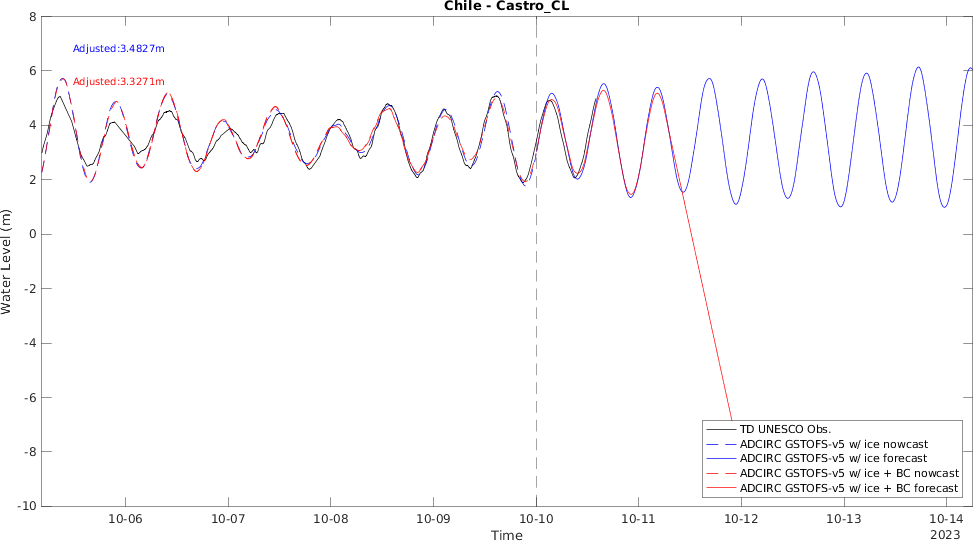 Chile - Castro_CL
Adjusted:3.4827m
Adjusted:3.3271m
Water Level (m)
8
6
4
2
0
-2
-4
-6
-8
-10
TD UNESCO Obs.
ADCIRC GSTOFS-v5 w/ ice nowcast
ADCIRC GSTOFS-v5 w/ ice forecast
ADCIRC GSTOFS-v5 w/ ice + BC nowcast
ADCIRC GSTOFS-v5 w/ ice + BC forecast
10-06 10-07 10-08 10-09 10-10 10-11 10-12 10-13 10-14
2023
Time